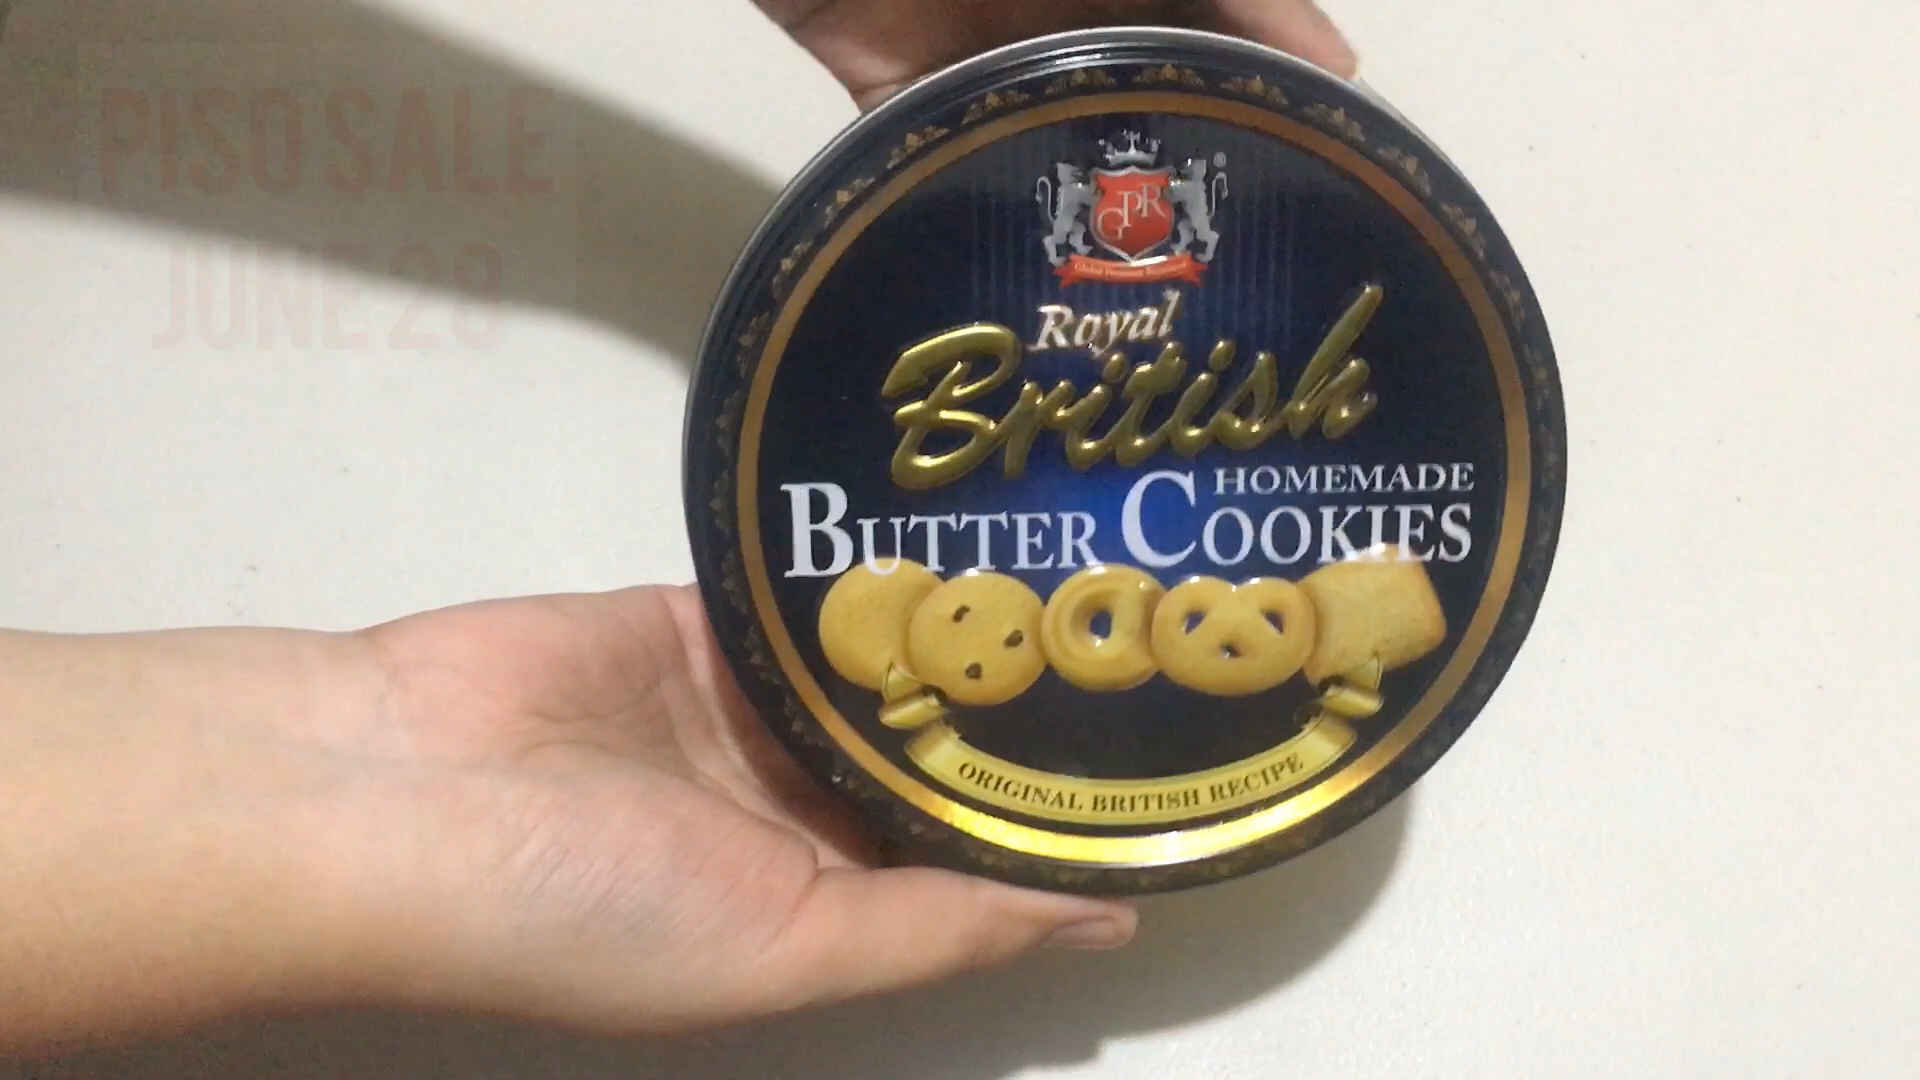 PISO SALE
JUNE 28
GPR
®
Royal
British
HOMEMADE
BUTTER COOKIES
ORIGINAL BRITISH RECIPE